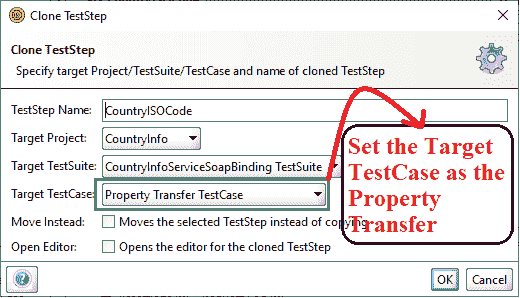 Clone TestStep
Clone TestStep
Specify target Project/TestSuite/TestCase and name of cloned TestStep
TestStep Name: CountryISOCode
Target Project: CountryInfo
Target TestSuite: CountryInfoServiceSoapBinding TestSuite
Target TestCase: Property Transfer TestCase
Move Instead: Moves the selected TestStep instead of copying
Open Editor: Opens the editor for the cloned TestStep
Set the Target
TestCase as the
Property
Transfer
OK Cancel